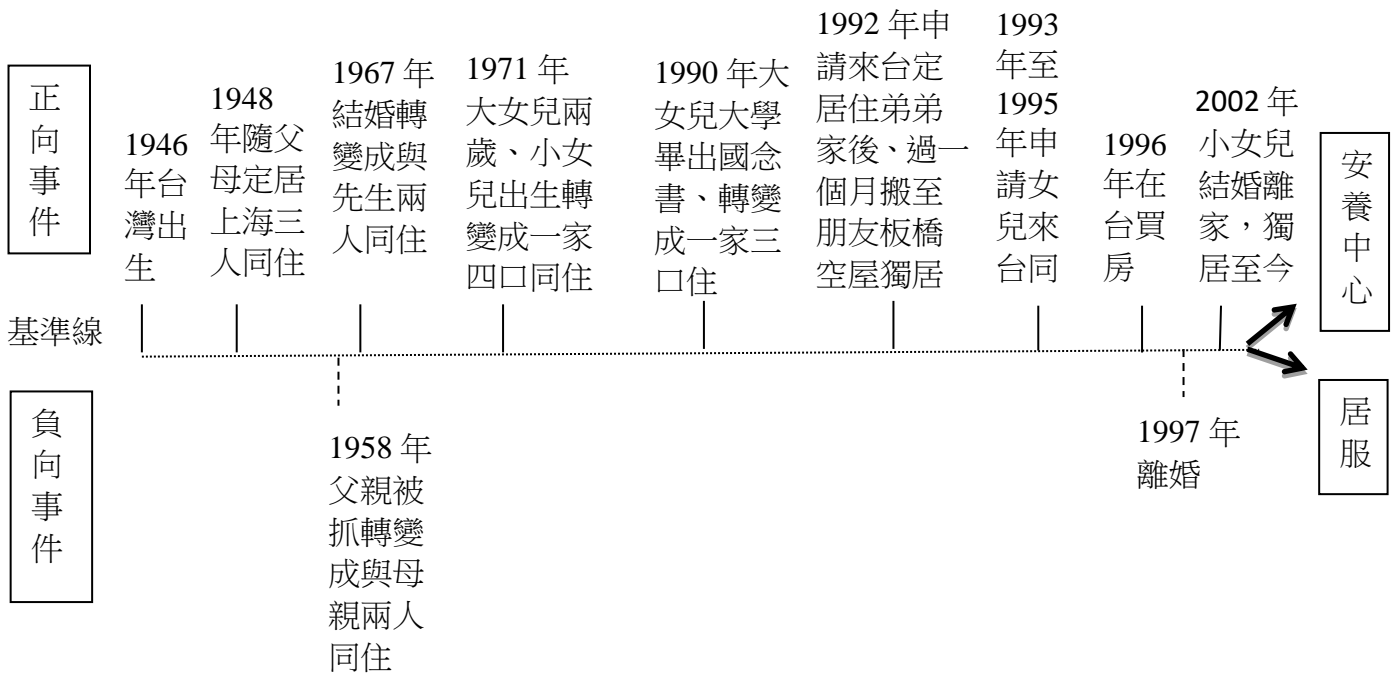 正
向
事
件
1946
年台
灣出
生
1948
年隨父
母定居
上海三
人同住
1967 年
結婚轉
變成與
先生兩
人同住
1971 年
大女兒兩
歲、小女
兒出生轉
變成一家
四口同住
1990 年大
女兒大學
畢出國念
書、轉變
成一家三
口住
1992 年申
請來台定
居住弟弟
家後、過一
個月搬至
朋友板橋
空屋獨居
1993
年至
1995
年申
請女
兒來
台同
1996
年在
台買
房
2002 年
小女兒
結婚離
家，獨
居至今
安
養
中
心
基準線
負
向
事
件
1958 年
父親被
抓轉變
成與母
親兩人
同住
1997 年
離婚
居
服